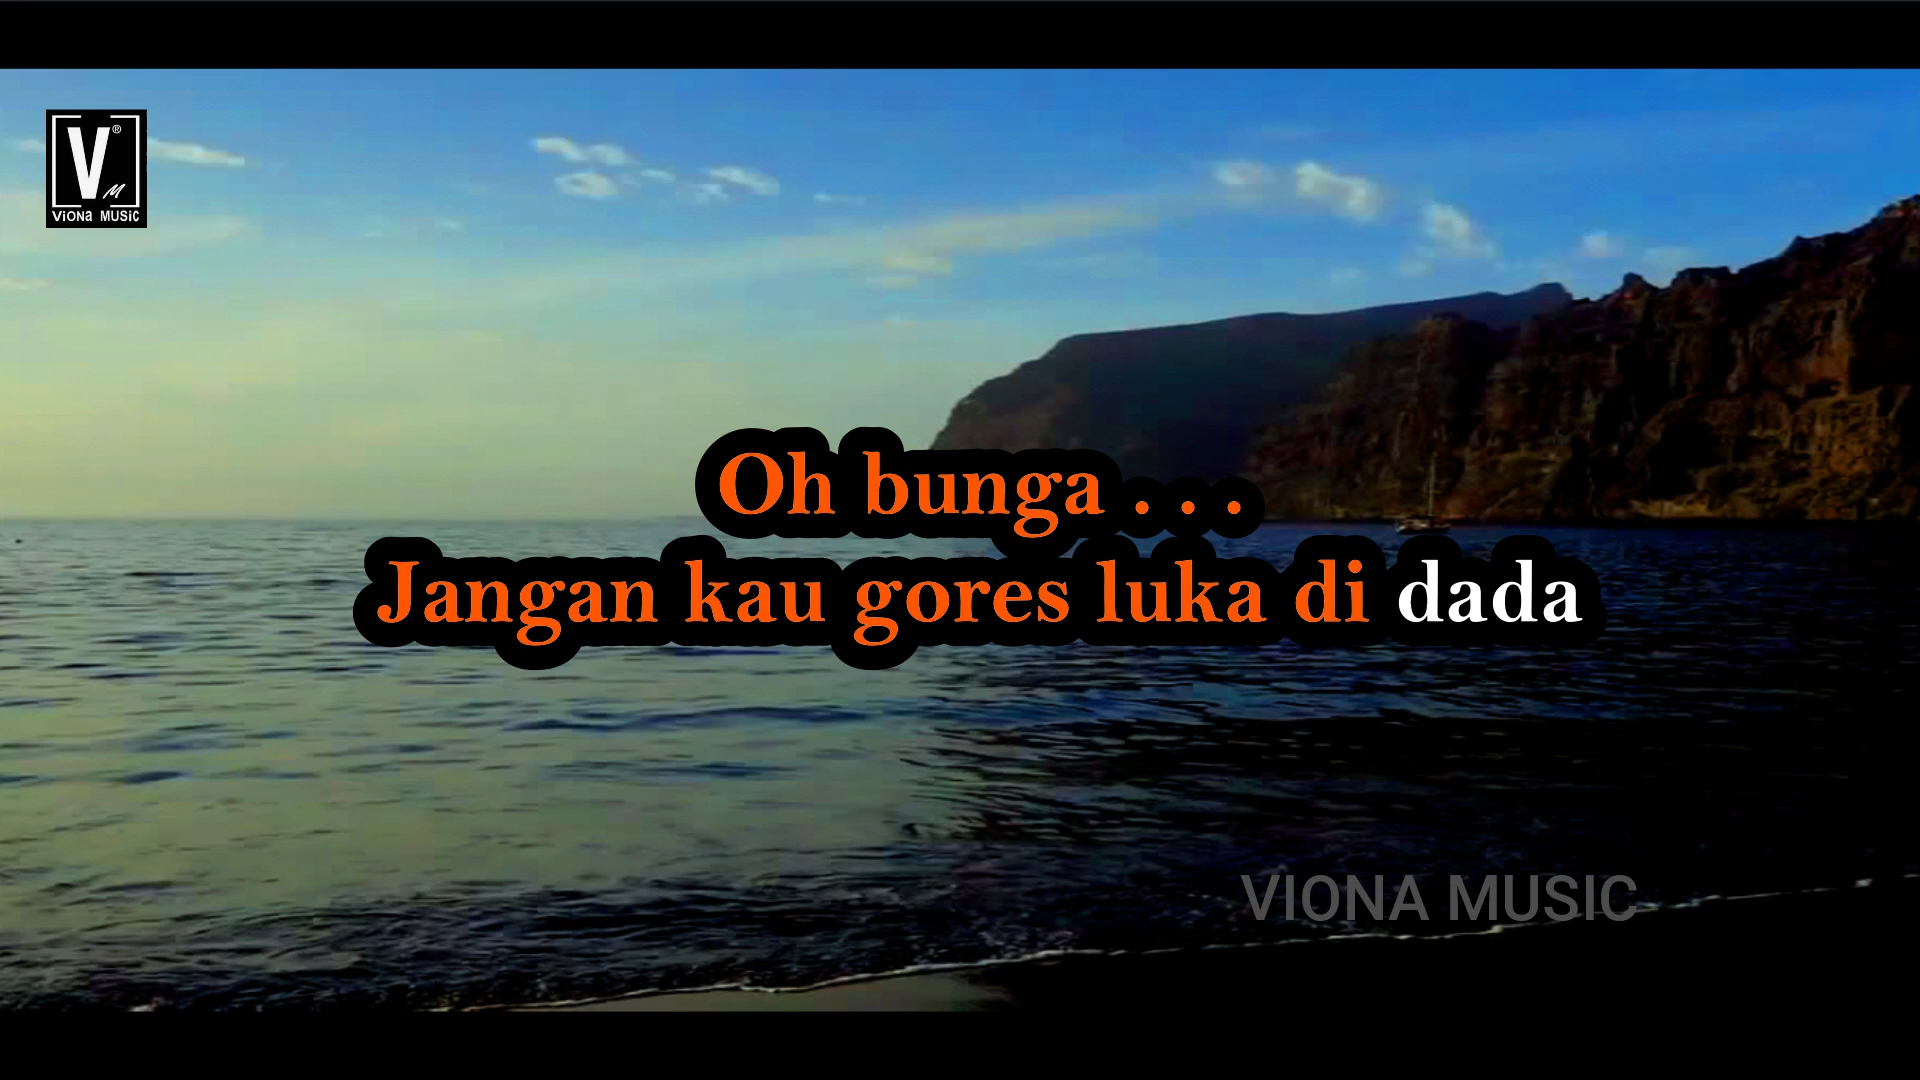 V®
M
ViONa MUSiC
Oh bunga . . .
Jangan kau gores luka di dada
VIONA MUSIC